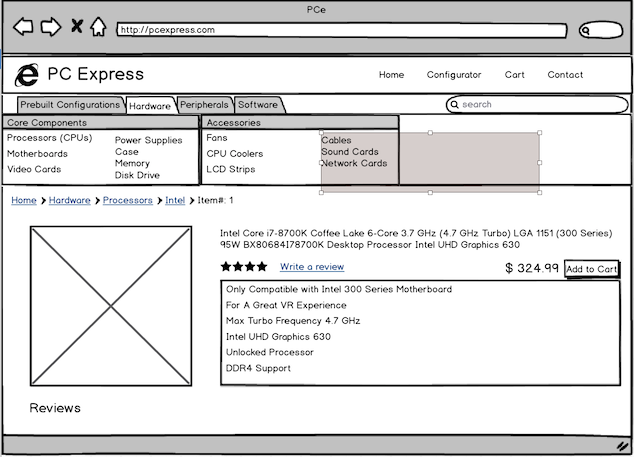 PCe
http://pcexpress.com
PC Express
Home Configurator Cart Contact
Prebuilt Configurations Hardware Peripherals Software
search
Core Components
Processors (CPUs)
Motherboards
Video Cards
Power Supplies
Case
Memory
Disk Drive
Accessories
Fans
CPU Coolers
LCD Strips
Cables
Sound Cards
Network Cards
Home Hardware Processors Intel Item#: 1
Intel Core i7-8700K Coffee Lake 6-Core 3.7 GHz (4.7 GHz Turbo) LGA 1151 (300 Series)
95W BX80684I78700K Desktop Processor Intel UHD Graphics 630
Write a review
$ 324.99 Add to Cart
Only Compatible with Intel 300 Series Motherboard
For A Great VR Experience
Max Turbo Frequency 4.7 GHz
Intel UHD Graphics 630
Unlocked Processor
DDR4 Support
Reviews